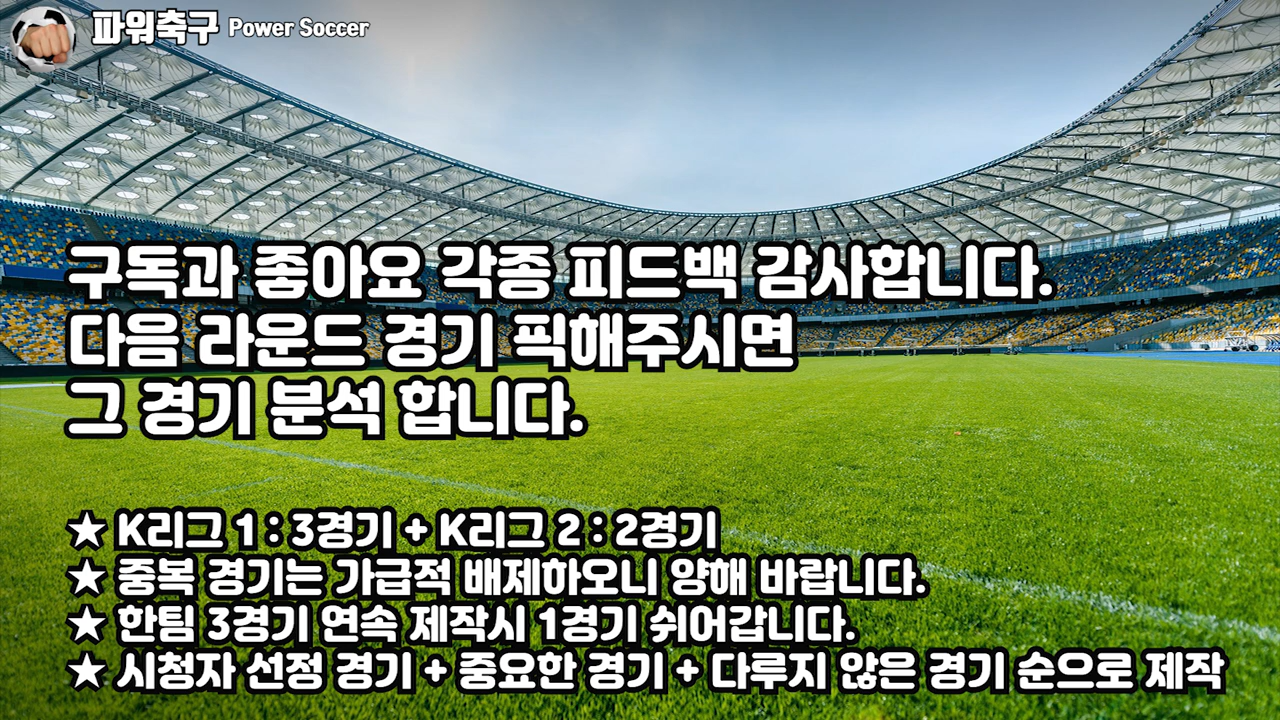 파워축구 Power Soccer
구독과 좋아요 각종 피드백 감사합니다.
다음 라운드 경기 픽해주시면
그 경기 분석 합니다.
★ K리그 1 : 3경기 + K리그 2 : 2경기
★ 중복 경기는 가급적 배제하오니 양해 바랍니다.
★ 한팀 3경기 연속 제작시 1경기 쉬어갑니다.
★ 시청자 선정 경기 + 중요한 경기 + 다루지 않은 경기 순으로 제작